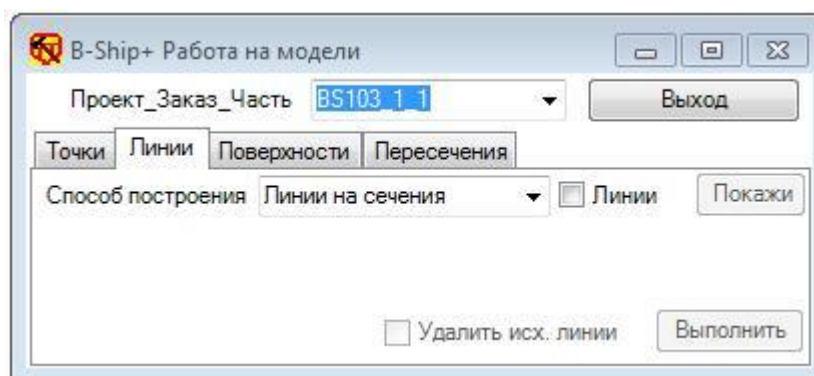 B-Ship+ Работа на модели
Проект_Заказ_Часть BS103_1_1 Выход
Точки Линии Поверхности Пересечения
Способ построения Линии на сечения Линии Покажи
Удалить исх. линии Выполнить